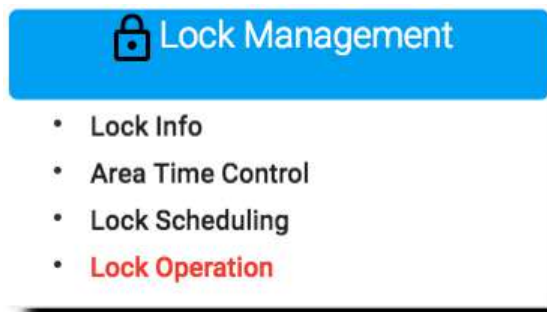 Lock Management
• Lock Info
• Area Time Control
• Lock Scheduling
• Lock Operation